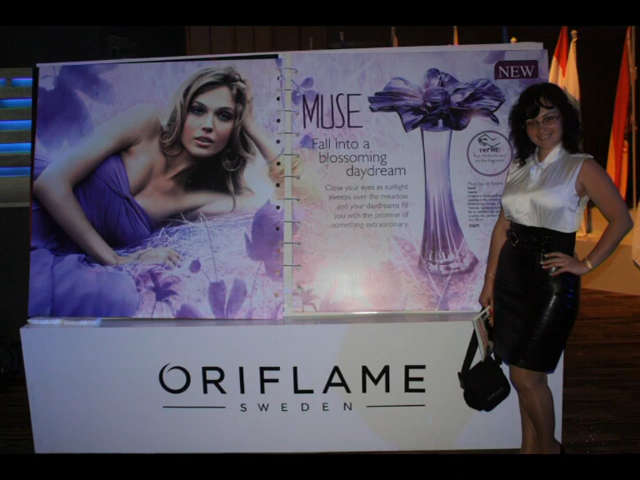 NEW
MUSE
Fall into a
blossoming
daydream
Close your eyes as sunlight
sweeps over the meadow
and your daydreams fill
you with the promise of
something extraordinary.
ORIFLAME
SWEDEN